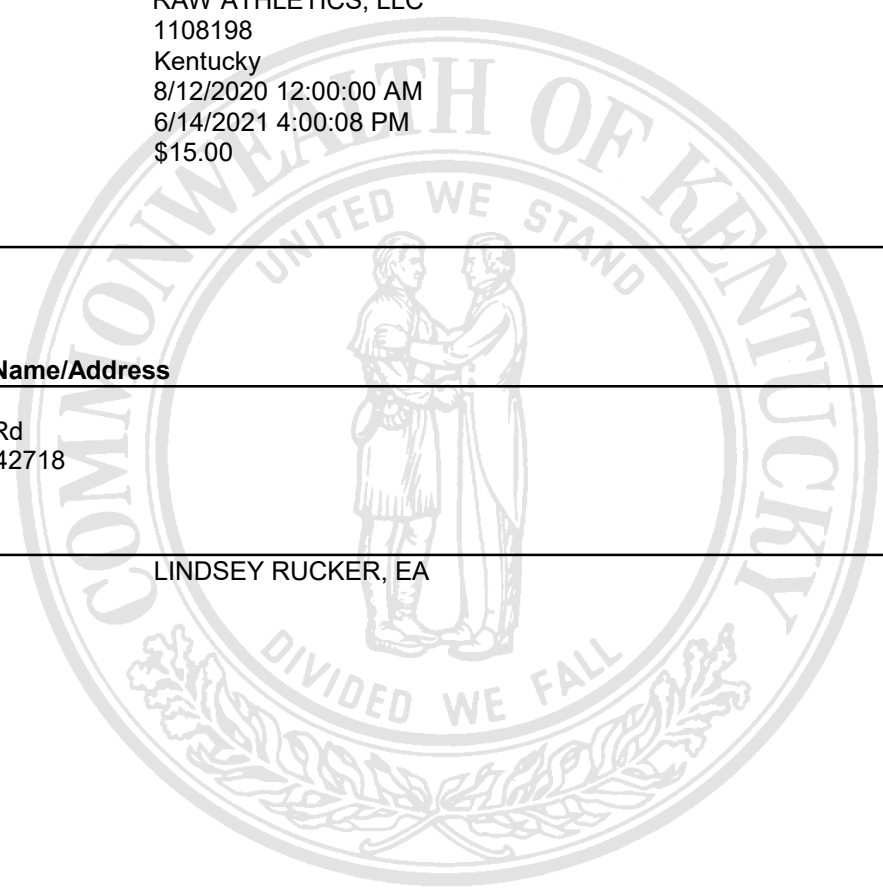 RAW ATHLETICS, LLC
1108198
Kentucky
8/12/2020 12:00:00 AM
6/14/2021 4:00:08 PM
$15.00
COMMONWEALTH OF KENTUCKY
UNITED WE STAND
Name/Address
Rd
42718
LINDSEY RUCKER, EA
DIVIDED WE FALL